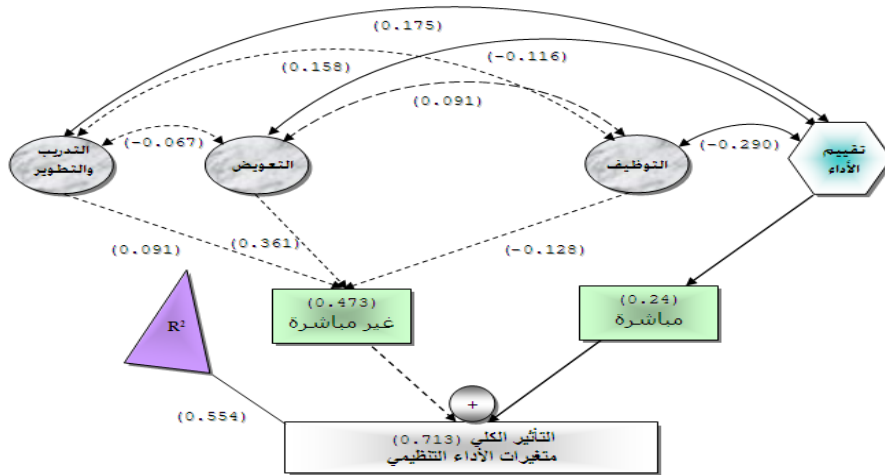 (0.175)
(-0.116)
(0.158)
(0.091)
(-0.067)
(-0.290)
التدريب
والتطوير
التعويض
التوظيف
تقييم
الأداء
(0.091)
(0.361)
(-0.128)
(0.473)
غير مباشرة
(0.24)
مباشرة
R²
(0.554)
+
التأثير الكلي (0.713)
متغيرات الأداء التنظيمي